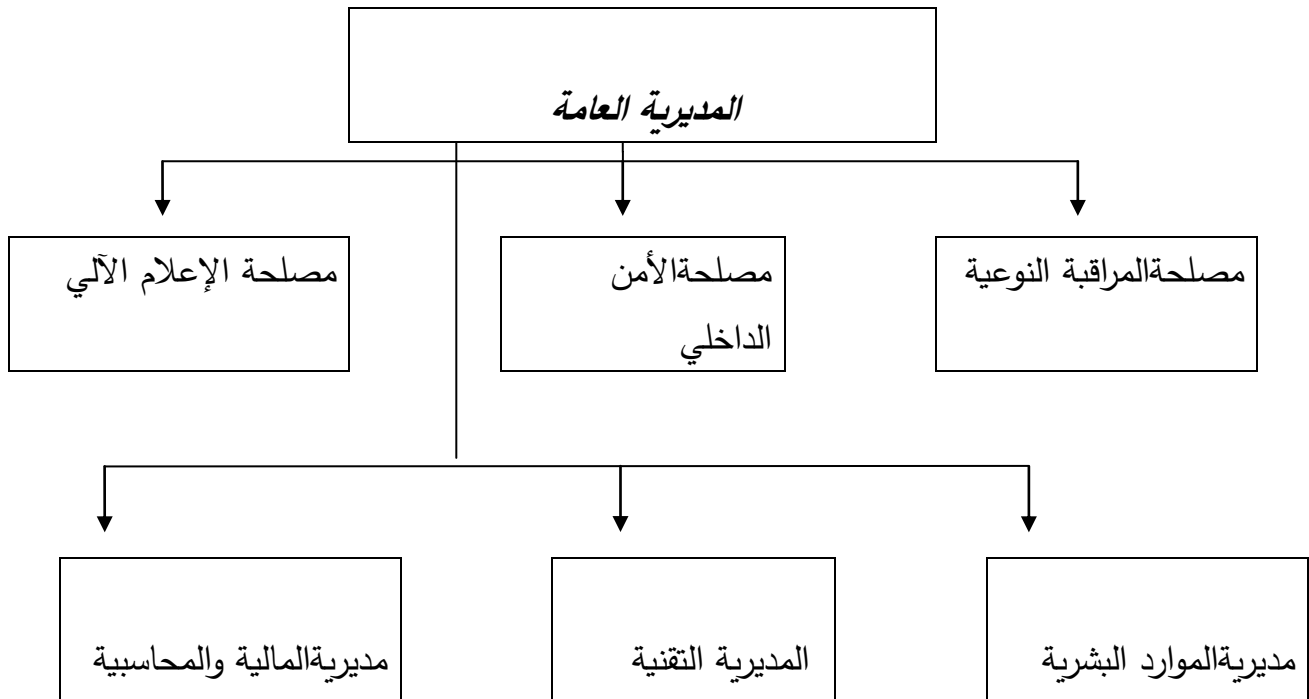 المديرية العامة
مصلحةالمراقبة النوعية
مصلحةالأمن
الداخلي
مصلحة الإعلام الآلي
مديريةالموارد البشرية
المديرية التقنية
مديريةالمالية والمحاسبية